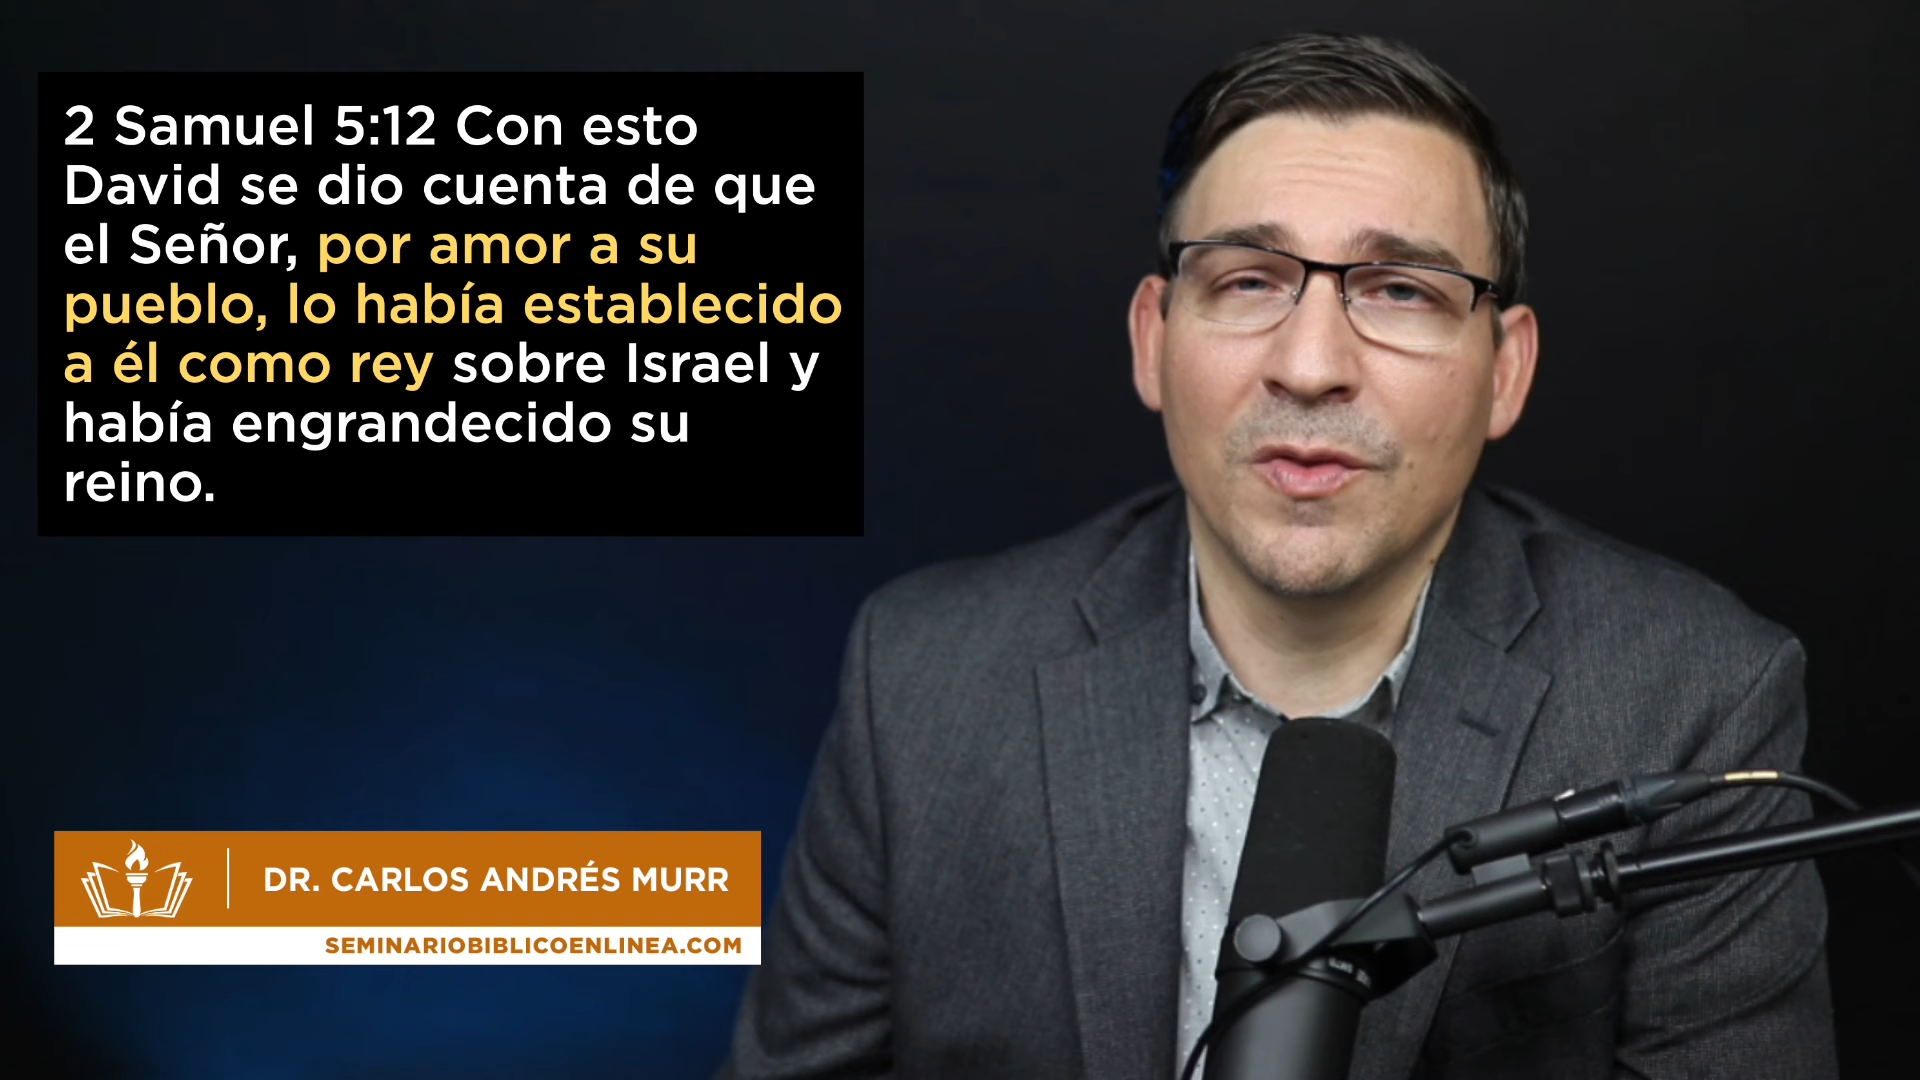 2 Samuel 5:12 Con esto
David se dio cuenta de que
el Señor, por amor a su
pueblo, lo había establecido
a él como rey sobre Israel y
había engrandecido su
reino.
DR. CARLOS ANDRÉS MURR
SEMINARIOBIBLICOENLINEA.COM